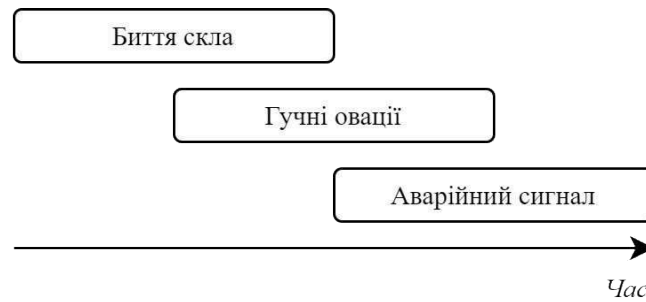 Биття скла
Гучні овації
Аварійний сигнал
Час